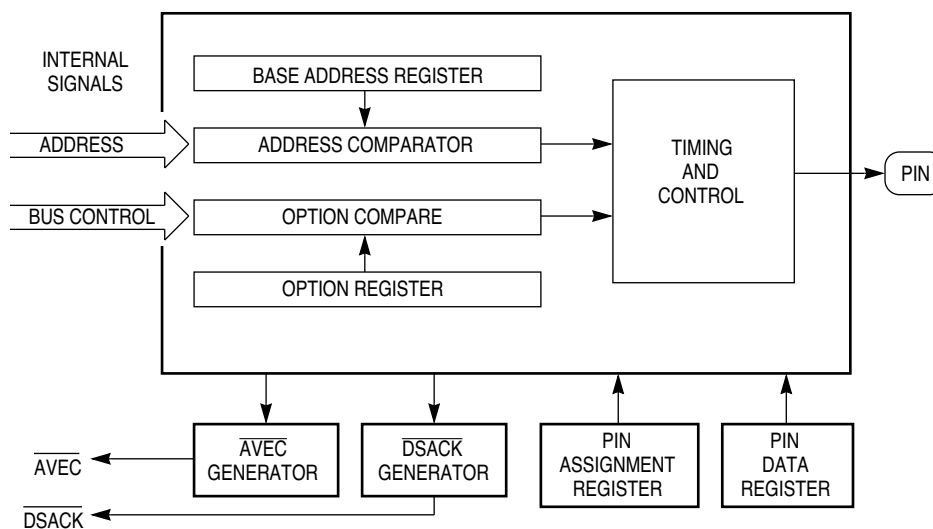 INTERNAL
SIGNALS
BASE ADDRESS REGISTER
ADDRESS
ADDRESS COMPARATOR
TIMING
AND
CONTROL
PIN
BUS CONTROL
OPTION COMPARE
OPTION REGISTER
AVEC
GENERATOR
DSACK
GENERATOR
PIN
ASSIGNMENT
REGISTER
PIN
DATA
REGISTER
AVEC
DSACK